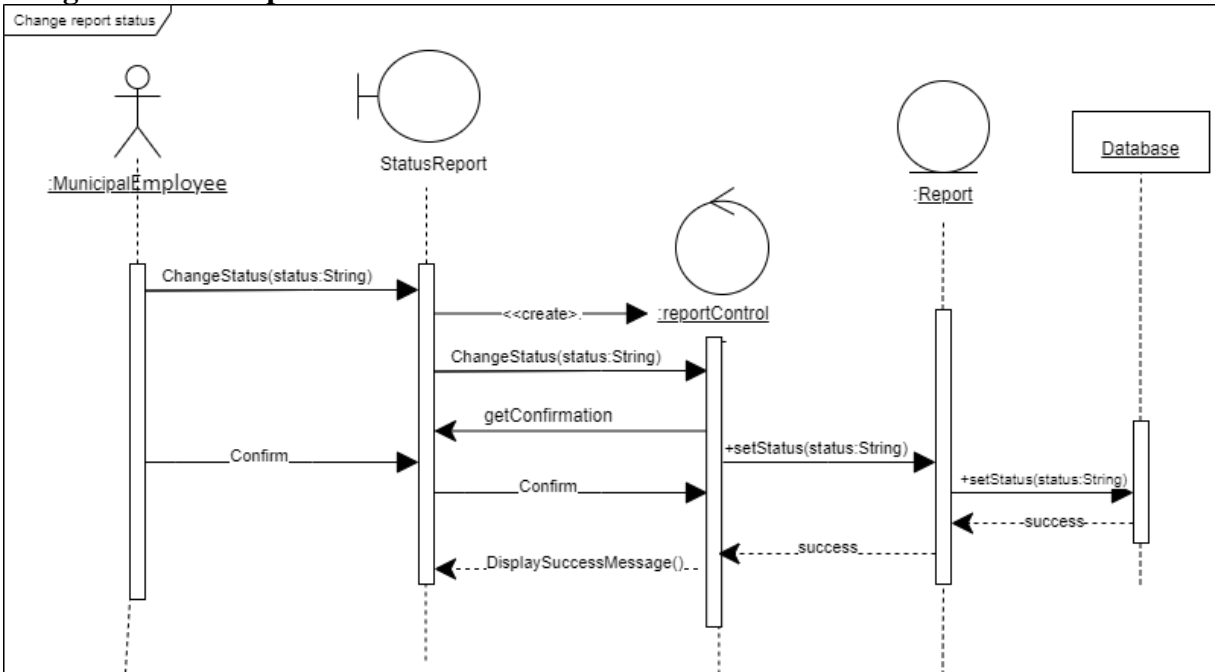 Change report status
:MunicipalEmployee
StatusReport
:reportControl
:Report
Database
ChangeStatus(status:String)
<<create>.
ChangeStatus(status:String)
getConfirmation
Confirm
+setStatus(status:String)
Confirm
+setStatus(status:String)
success
success
DisplaySuccessMessage()